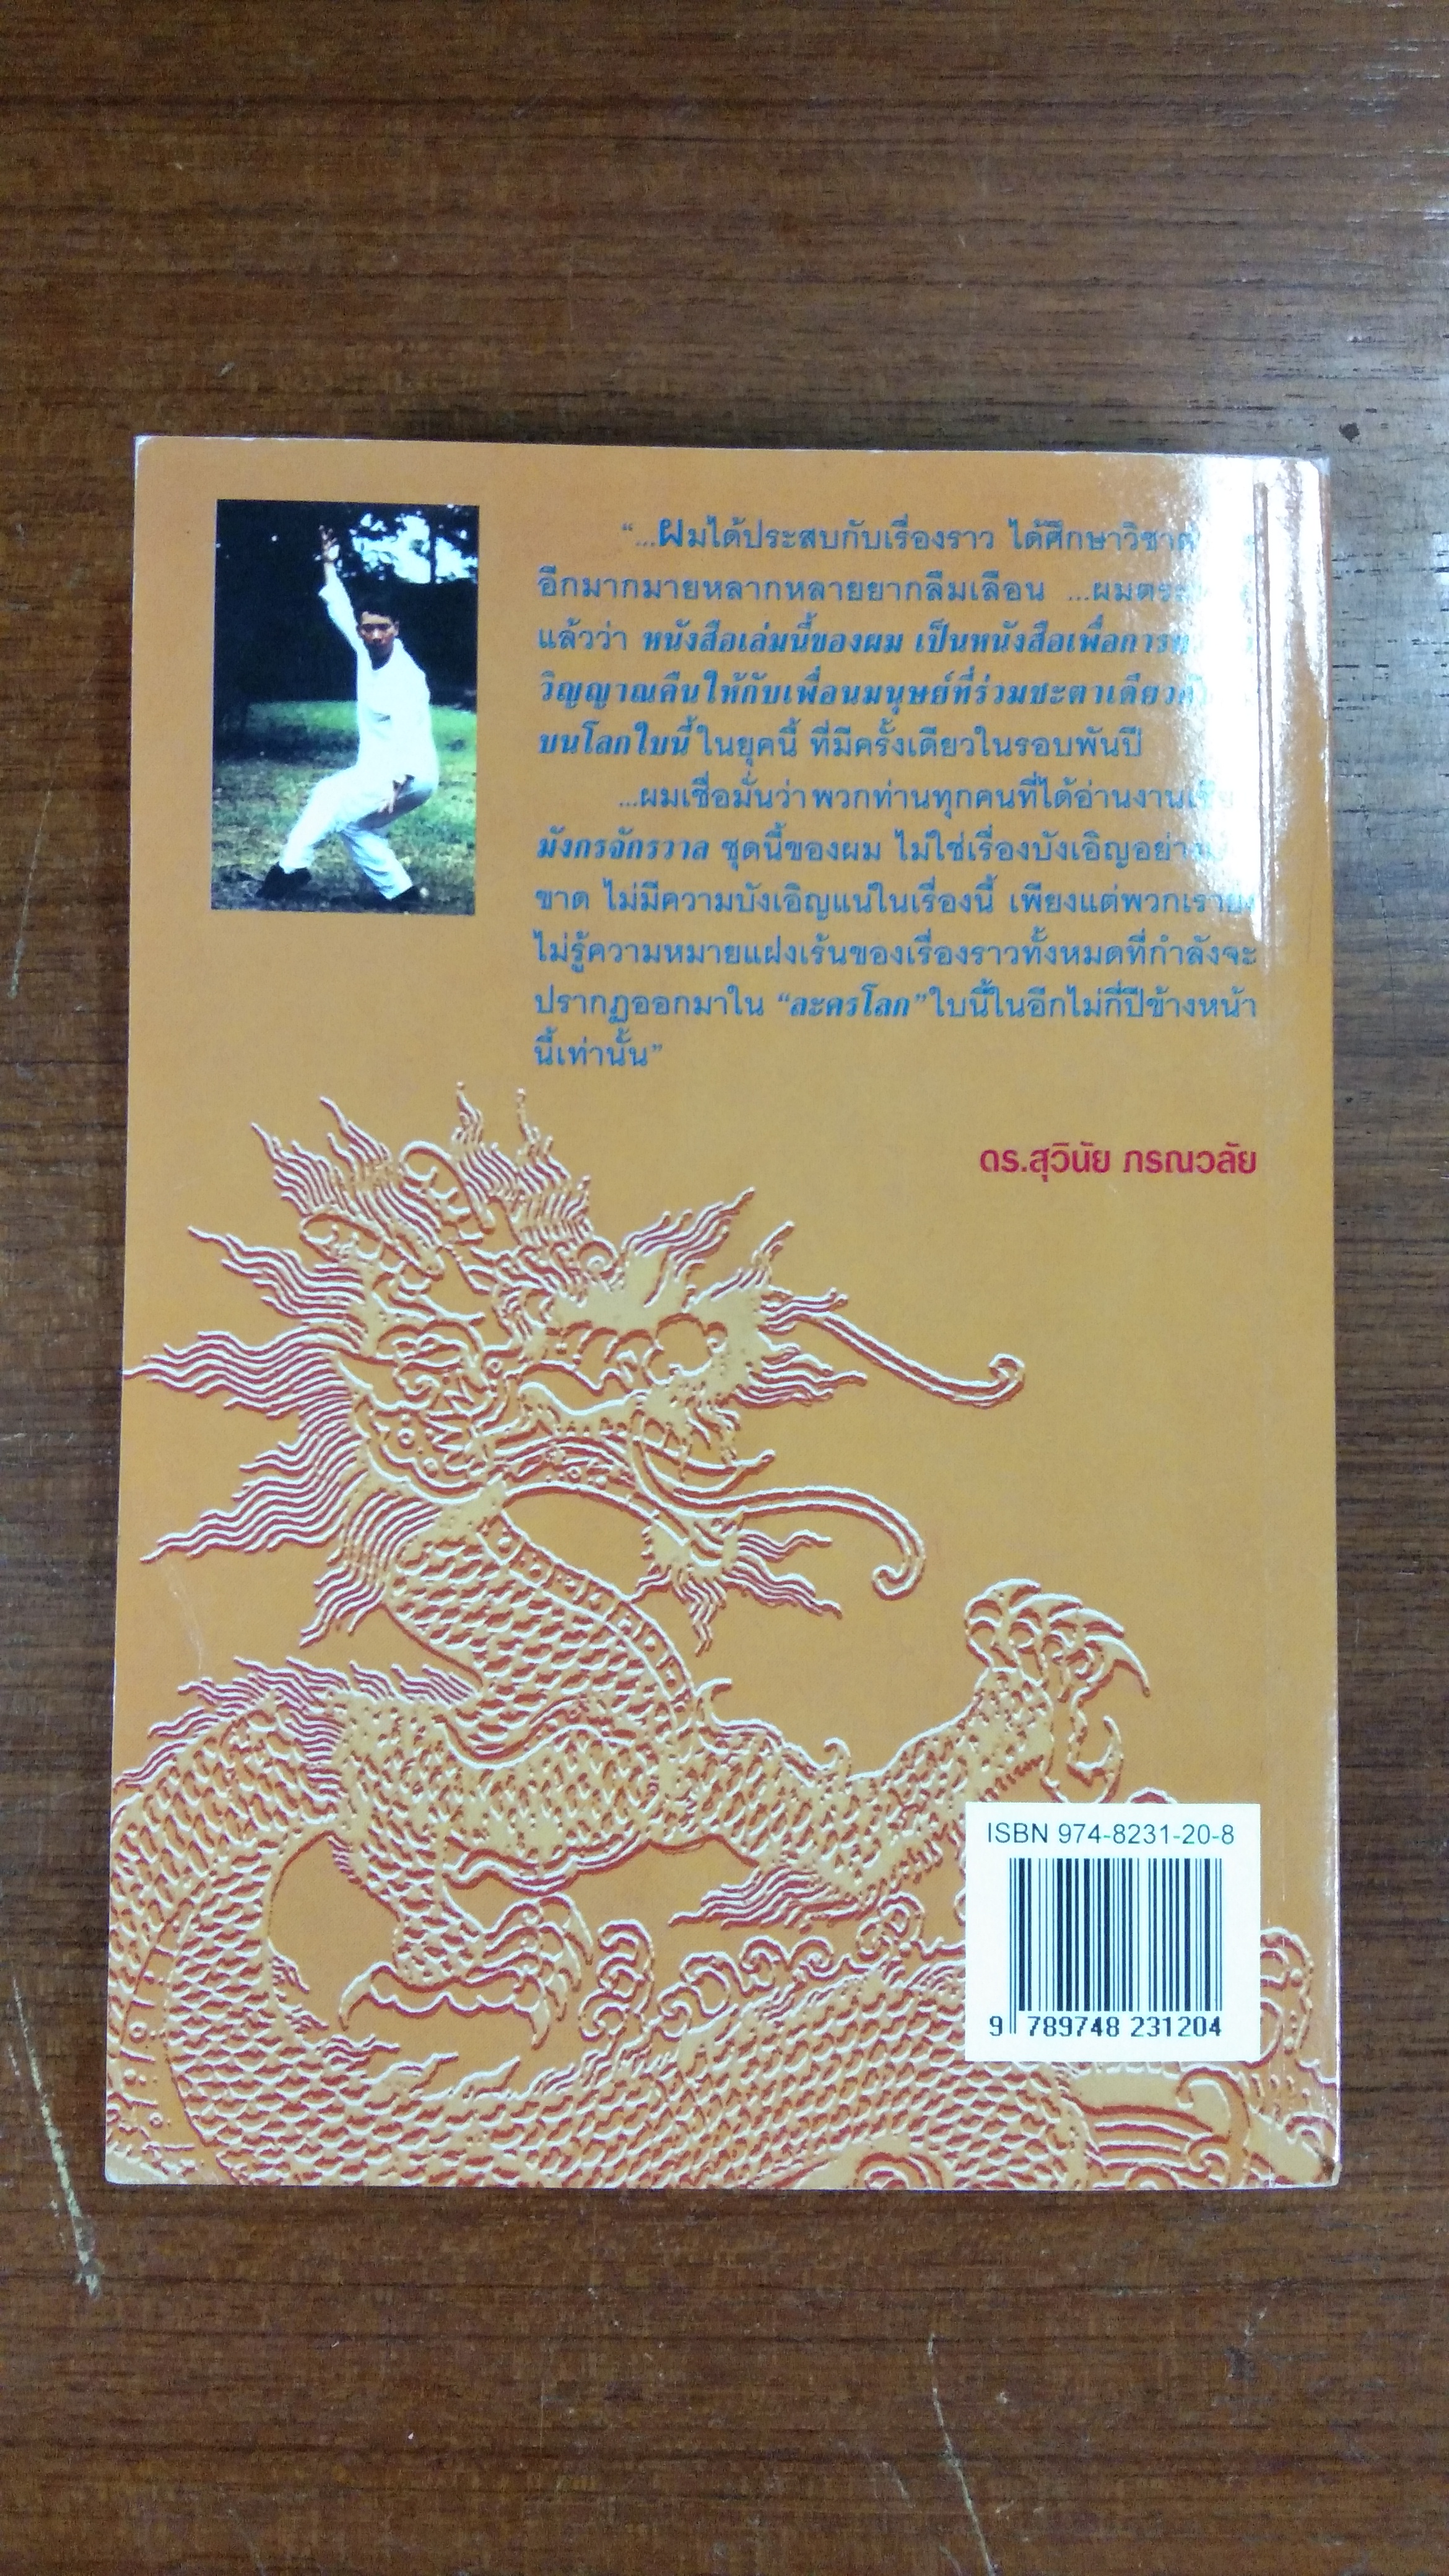 “...ผมได้ประสบกับเรื่องราว ได้ศึกษาวิชา
อีกมากมายหลากหลายยากลืมเลือน ...ผม
แล้วว่า หนังสือเล่มนี้ของผม เป็นหนังสือเพื่อการ
วิญญาณคืนให้กับเพื่อนมนุษย์ที่ร่วมชะตาเดียว
บนโลกใบนี้ ในยุคนี้ ที่มีครั้งเดียวในรอบพันปี
...ผมเชื่อมั่นว่าพวกท่านทุกคนที่ได้อ่านงาน
มังกรจักรวาล ชุดนี้ของผม ไม่ใช่เรื่องบังเอิญอย่าง
ขาด ไม่มีความบังเอิญแน่ในเรื่องนี้ เพียงแต่พวกเรายัง
ไม่รู้ความหมายแฝงเร้นของเรื่องราวทั้งหมดที่กำลังจะ
ปรากฏออกมาใน “ละครโลก” ใบนี้ในอีกไม่กี่ปีข้างหน้า
นี้เท่านั้น”
ดร.สุวินัย ภรณวลัย
ISBN 974-8231-20-8
9 789748 231204